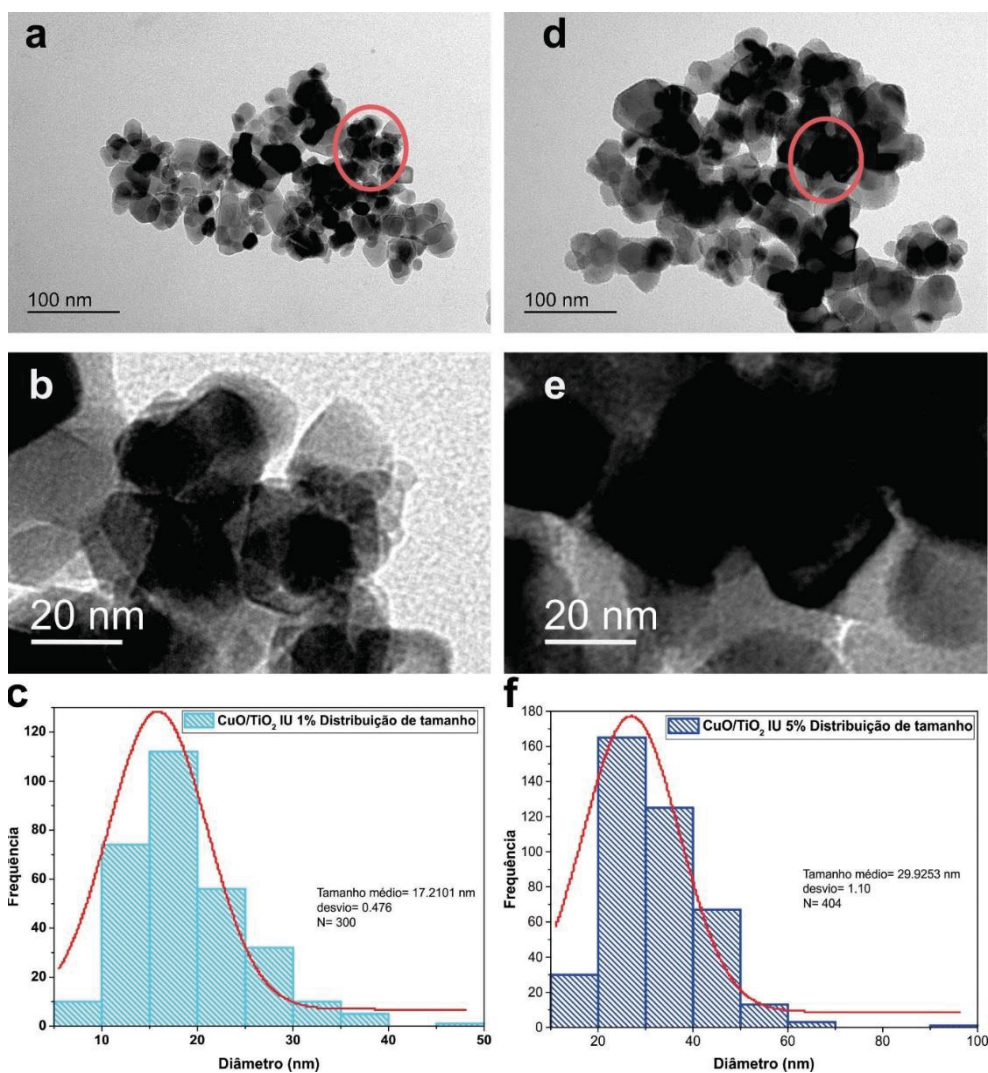 a
100 nm
d
100 nm
b
20 nm
e
20 nm
c
CuO/TiO₂ IU 1% Distribuição de tamanho
Frequência
120
100
80
60
40
20
0
Tamanho médio= 17.2101 nm
desvio= 0.476
N= 300
10
20
30
40
50
Diâmetro (nm)
f
CuO/TiO₂ IU 5% Distribuição de tamanho
Frequência
180
160
140
120
100
80
60
40
20
0
Tamanho médio= 29.9253 nm
desvio= 1.10
N= 404
20
40
60
80
100
Diâmetro (nm)